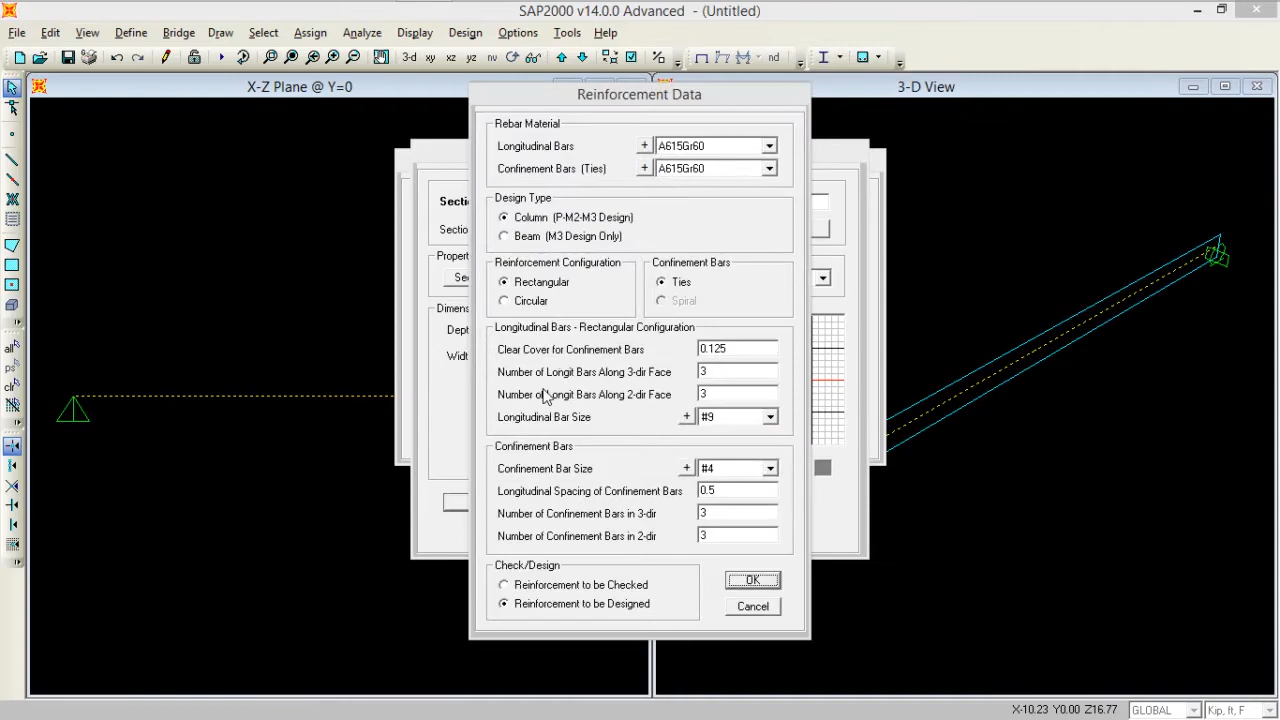 SAP2000 v14.0.0 Advanced - (Untitled)
File Edit View Define Bridge Draw Select Assign Analyze Display Design Options Tools Help
3-d xy xz yz nv nd
X-Z Plane @ Y=0
3-D View
Reinforcement Data
Rebar Material
Longitudinal Bars + A615Gr60
Confinement Bars (Ties) + A615Gr60
Design Type
Column (P-M2-M3 Design)
Beam (M3 Design Only)
Reinforcement Configuration
Rectangular
Circular
Confinement Bars
Ties
Spiral
Longitudinal Bars - Rectangular Configuration
Clear Cover for Confinement Bars 0.125
Number of Longit Bars Along 3-dir Face 3
Number of Longit Bars Along 2-dir Face 3
Longitudinal Bar Size + #9
Confinement Bars
Confinement Bar Size + #4
Longitudinal Spacing of Confinement Bars 0.5
Number of Confinement Bars in 3-dir 3
Number of Confinement Bars in 2-dir 3
Check/Design
Reinforcement to be Checked
Reinforcement to be Designed
OK
Cancel
Secti
Sectio
Propert
Se
Dimens
Dept
Widt
all
ps
clr
X-10.23 Y0.00 Z16.77
GLOBAL
Kip, ft, F